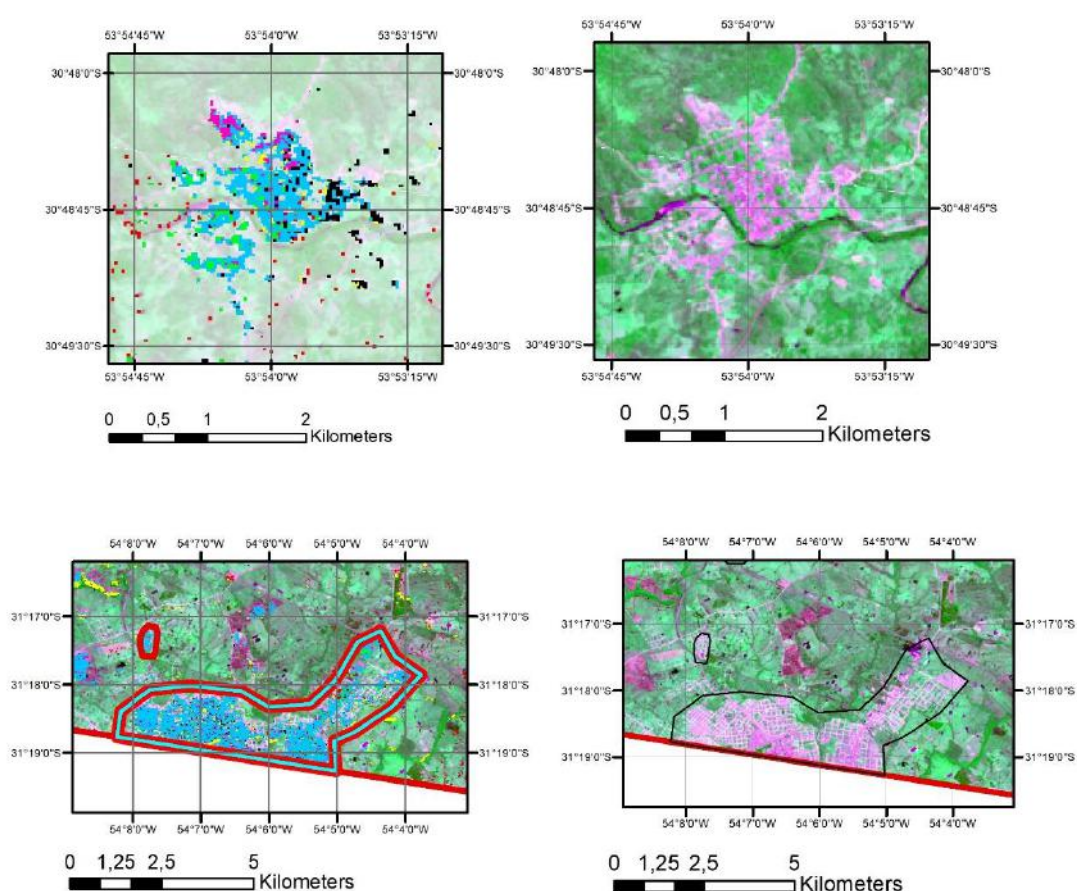 53°54'45"W 53°54'0"W 53°53'15"W
30°48'0"S 30°48'0"S
30°48'45"S 30°48'45"S
30°49'30"S 30°49'30"S
53°54'45"W 53°54'0"W 53°53'15"W
0 0,5 1 2
Kilometers
53°54'45"W 53°54'0"W 53°53'15"W
30°48'0"S 30°48'0"S
30°48'45"S 30°48'45"S
30°49'30"S 30°49'30"S
53°54'45"W 53°54'0"W 53°53'15"W
0 0,5 1 2
Kilometers
54°8'0"W 54°7'0"W 54°6'0"W 54°5'0"W 54°4'0"W
31°17'0"S 31°17'0"S
31°18'0"S 31°18'0"S
31°19'0"S 31°19'0"S
54°8'0"W 54°7'0"W 54°6'0"W 54°5'0"W 54°4'0"W
0 1,25 2,5 5
Kilometers
54°8'0"W 54°7'0"W 54°6'0"W 54°5'0"W 54°4'0"W
31°17'0"S 31°17'0"S
31°18'0"S 31°18'0"S
31°19'0"S 31°19'0"S
54°8'0"W 54°7'0"W 54°6'0"W 54°5'0"W 54°4'0"W
0 1,25 2,5 5
Kilometers